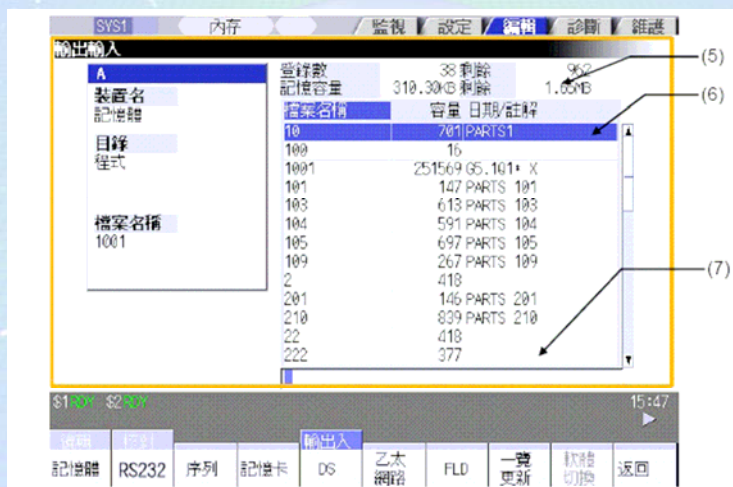 SYS1 內存 監視 設定 編輯 診斷 維護
輸出輸入
A
裝置名
記憶體
目錄
程式
檔案名稱
1001
登錄數 38 剩餘 962
記憶容量 310.30KB 剩餘 1.65MB
檔案名稱 容量 日期/註解
10 701 PARTS1
100 16
1001 251569 G5.1Q1* X
101 147 PARTS 101
103 613 PARTS 103
104 591 PARTS 104
105 697 PARTS 105
109 267 PARTS 109
2 418
201 146 PARTS 201
210 839 PARTS 210
22 418
222 377
(5)
(6)
(7)
S1 RDY S2 RDY 15:47
輸出入
記憶體 RS232 序列 記憶卡 DS 乙太網路 FLD 一覽更新 軟體切換 返回